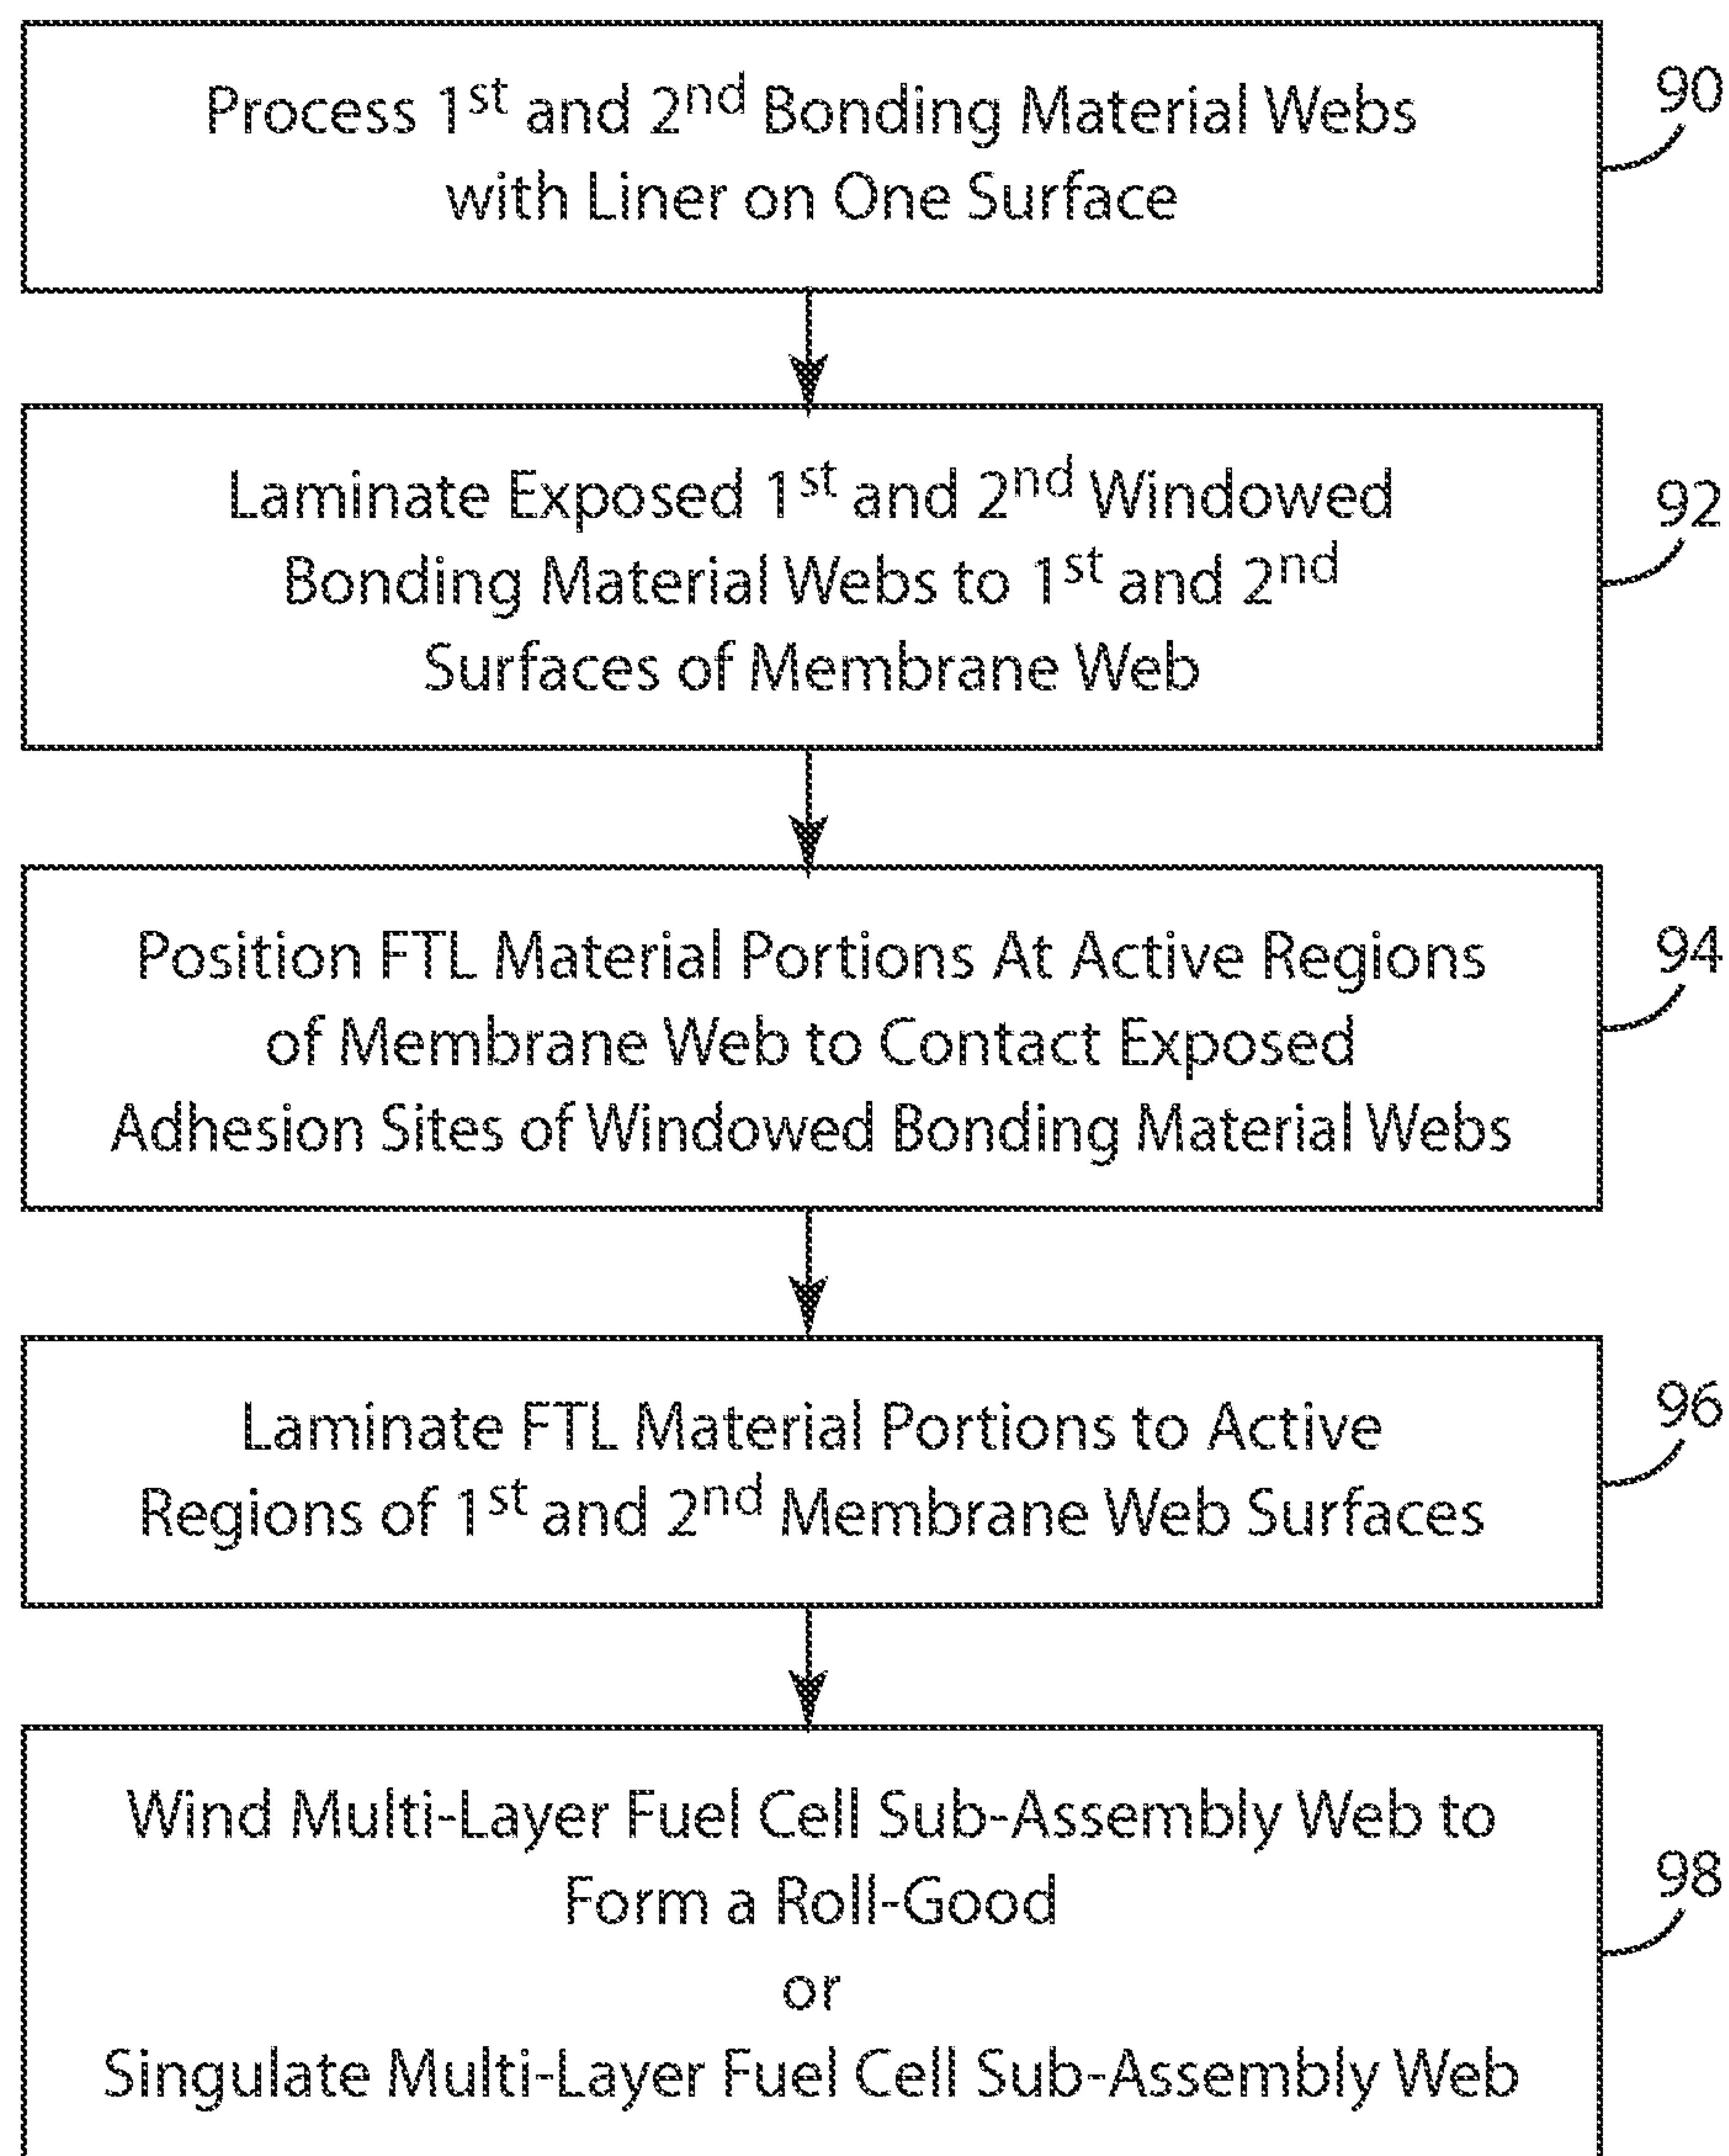 Process 1st and 2nd Bonding Material Webs
with Liner on One Surface
90
Laminate Exposed 1st and 2nd Windowed
Bonding Material Webs to 1st and 2nd
Surfaces of Membrane Web
92
Position FTL Material Portions At Active Regions
of Membrane Web to Contact Exposed
Adhesion Sites of Windowed Bonding Material Webs
94
Laminate FTL Material Portions to Active
Regions of 1st and 2nd Membrane Web Surfaces
96
Wind Multi-Layer Fuel Cell Sub-Assembly Web to
Form a Roll-Good
or
Singulate Multi-Layer Fuel Cell Sub-Assembly Web
98